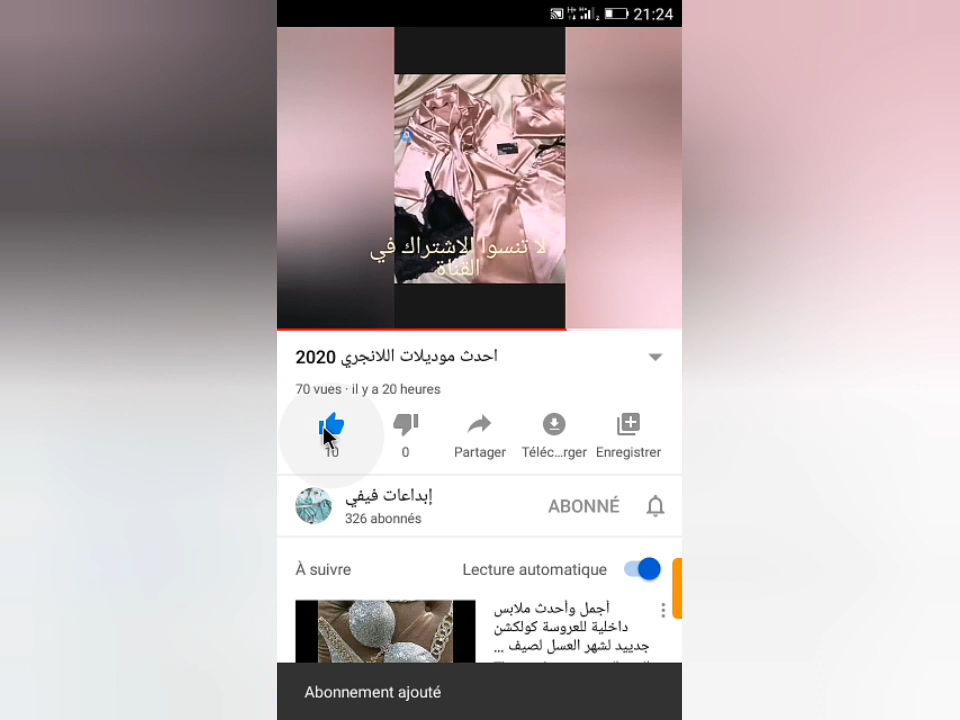 21:24
لا تنسوا الاشتراك في
القناة
احدث موديلات اللانجري 2020
70 vues · il y a 20 heures
10
0
Partager
Téléc...rger
Enregistrer
إبداعات فيفي
326 abonnés
ABONNÉ
À suivre
Lecture automatique
أجمل وأحدث ملابس
داخلية للعروسة كولكشن
جدييد لشهر العسل لصيف ...
Abonnement ajouté